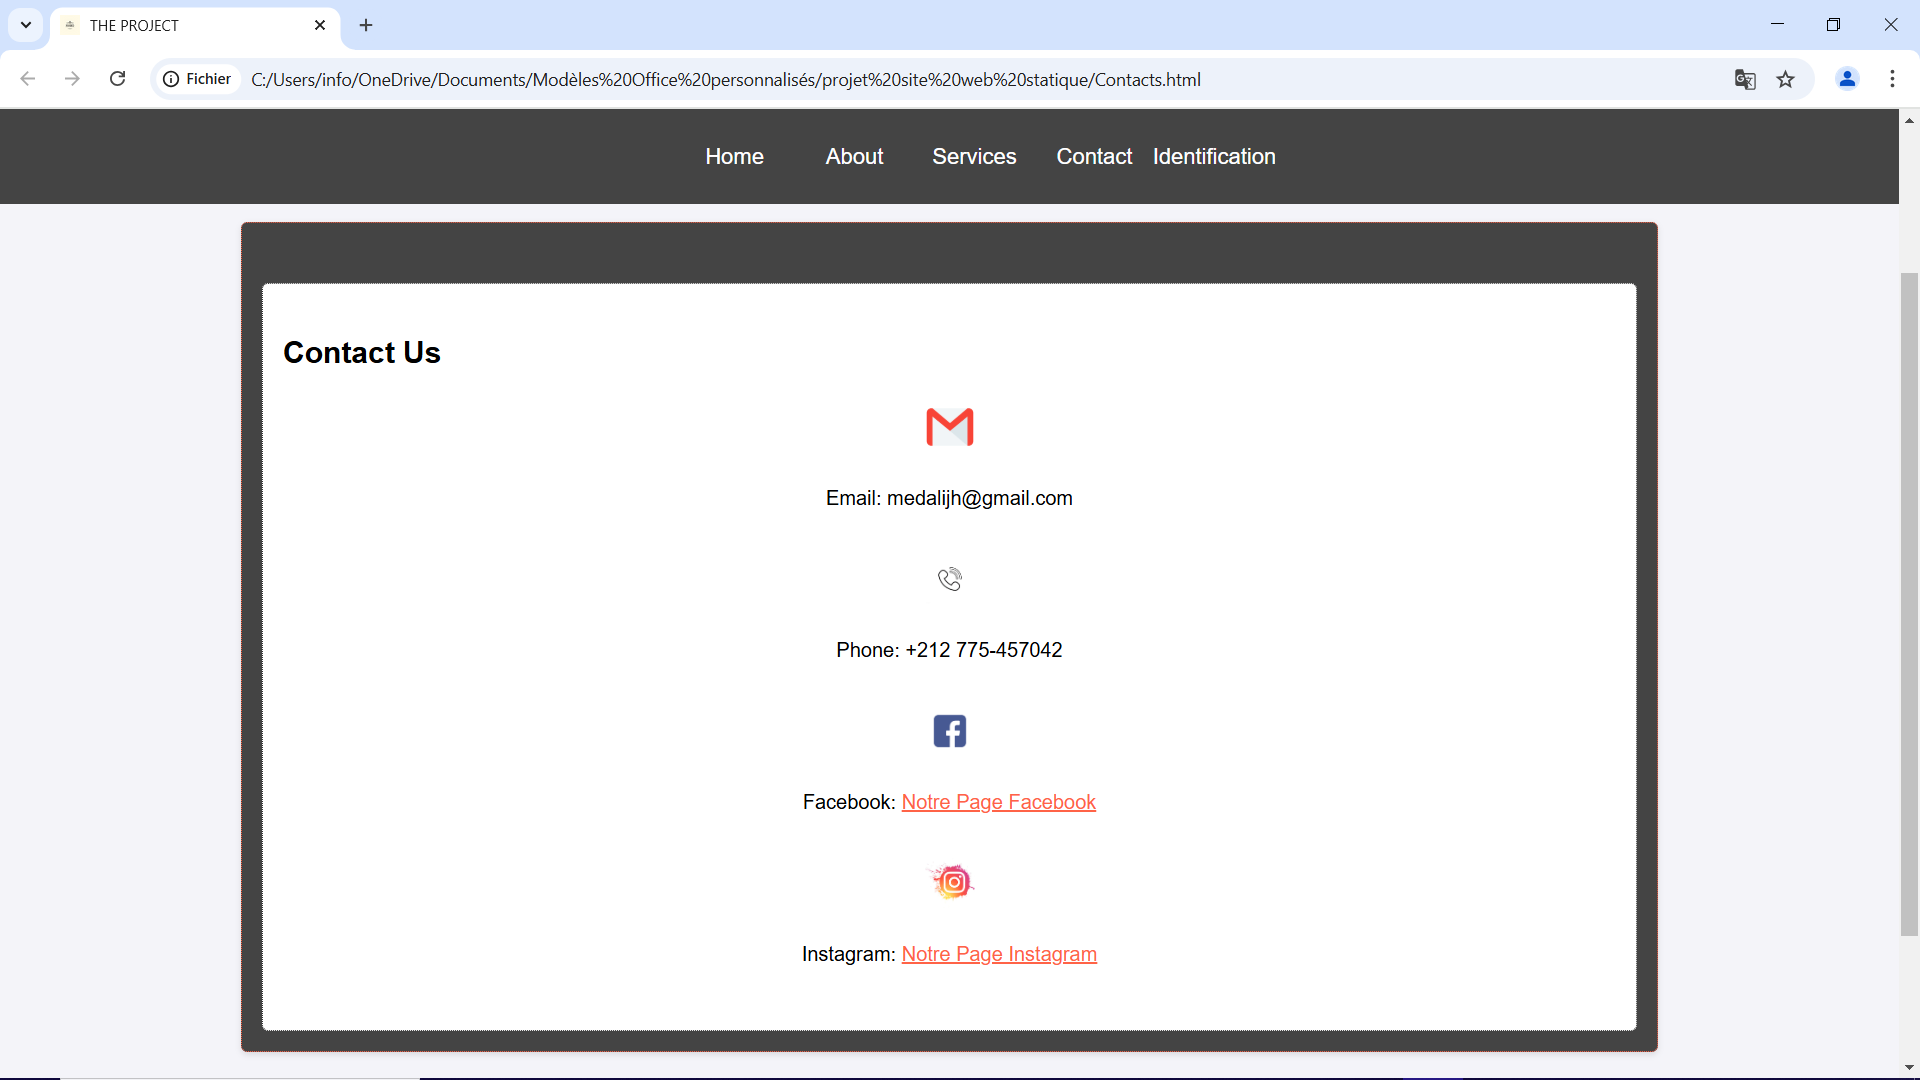 THE PROJECT
Fichier C:/Users/info/OneDrive/Documents/Modèles%20Office%20personnalisés/projet%20site%20web%20statique/Contacts.html
Home About Services Contact Identification
Contact Us
Email: medalijh@gmail.com
Phone: +212 775-457042
Facebook: Notre Page Facebook
Instagram: Notre Page Instagram